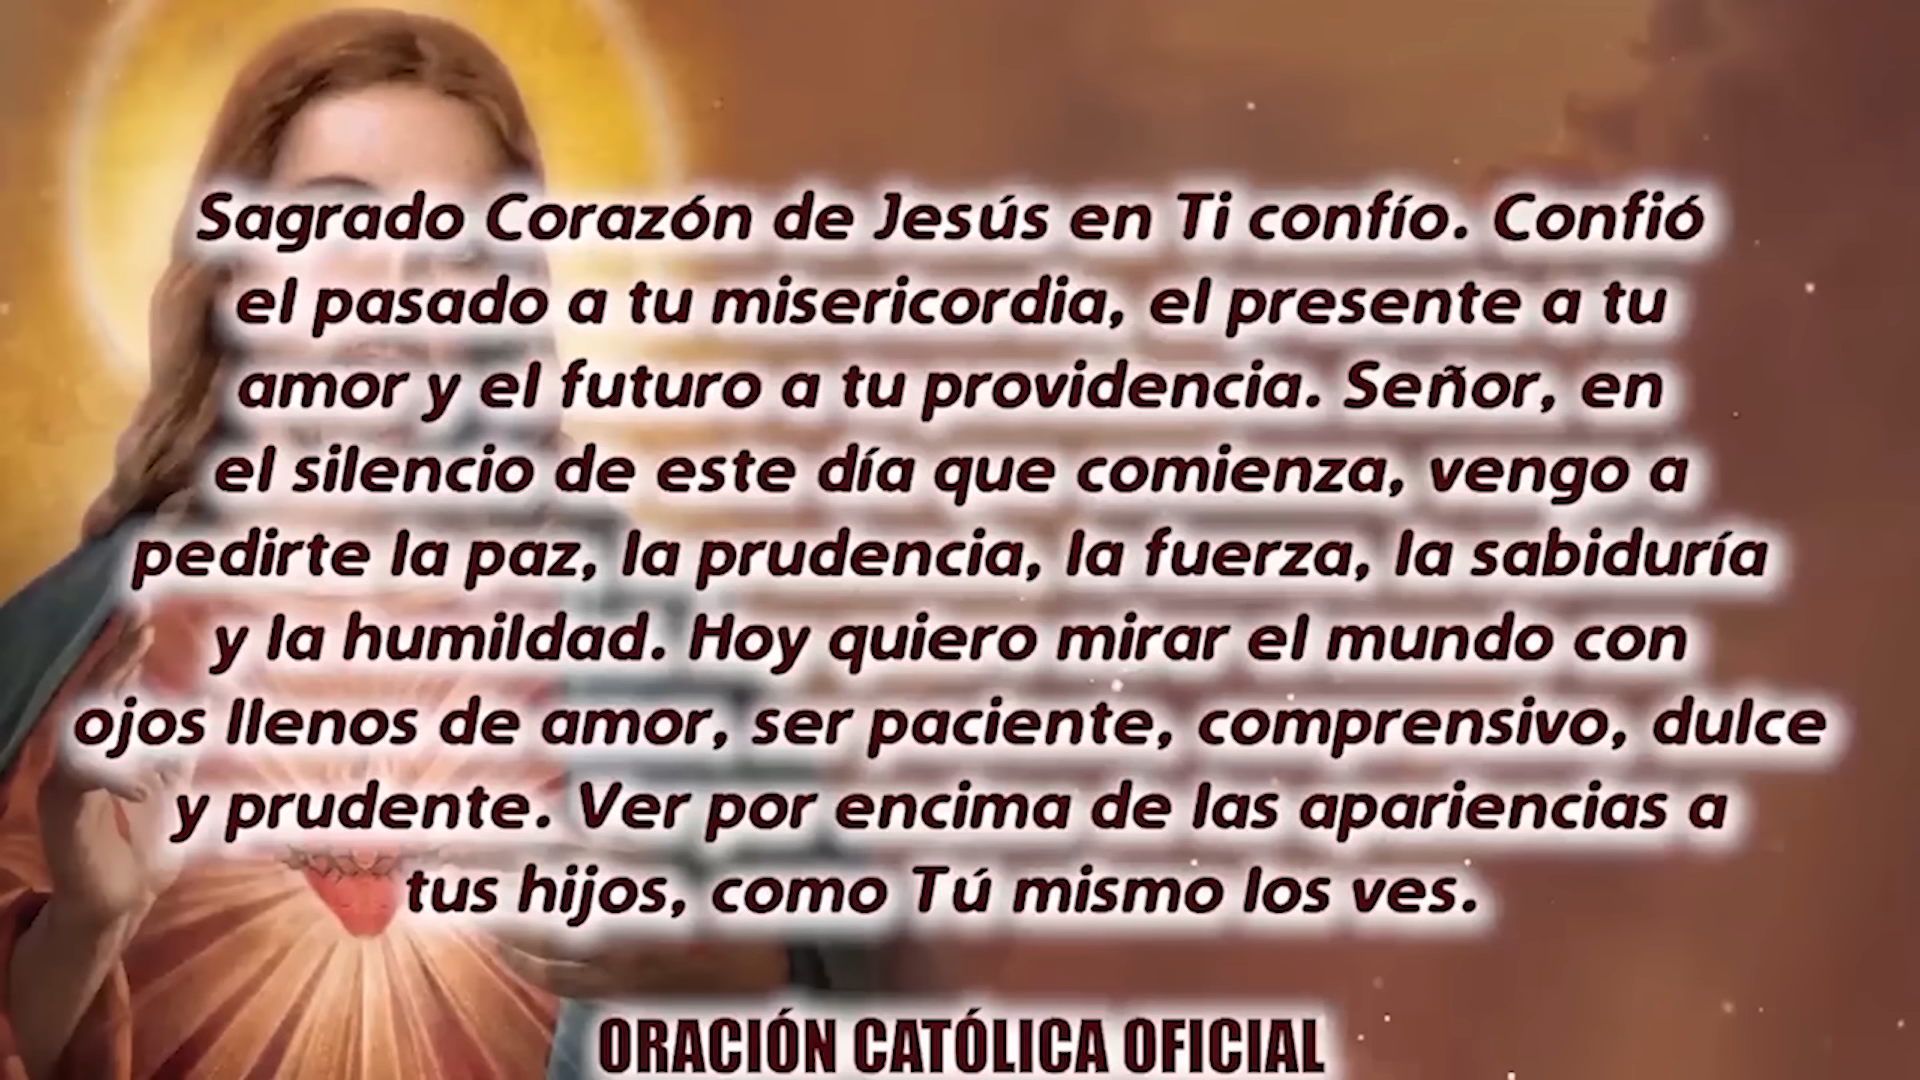 Sagrado Corazón de Jesús en Ti confío. Confió
el pasado a tu misericordia, el presente a tu
amor y el futuro a tu providencia. Señor, en
el silencio de este día que comienza, vengo a
pedirte la paz, la prudencia, la fuerza, la sabiduría
y la humildad. Hoy quiero mirar el mundo con
ojos llenos de amor, ser paciente, comprensivo, dulce
y prudente. Ver por encima de las apariencias a
tus hijos, como Tú mismo los ves.
ORACIÓN CATÓLICA OFICIAL